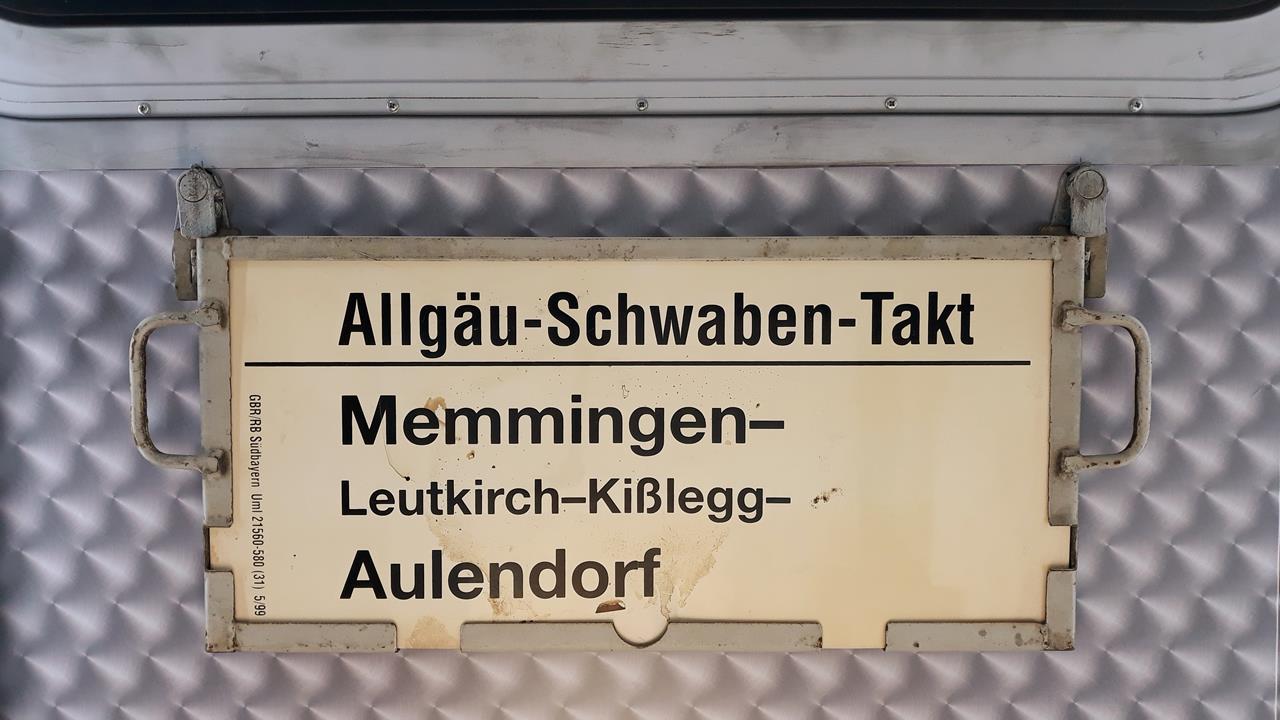 Allgäu-Schwaben-Takt
Memmingen–
Leutkirch–Kißlegg–
Aulendorf
GBR/RB Südbayern Uml 21560-580 (31) 5/99